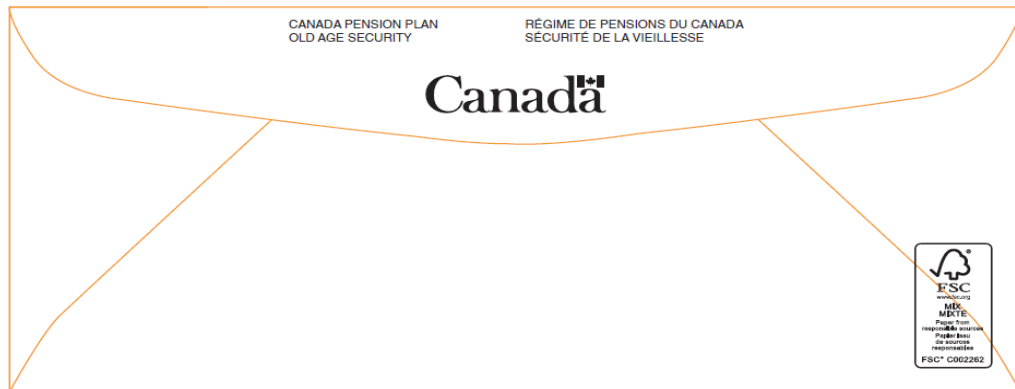 CANADA PENSION PLAN
OLD AGE SECURITY
RÉGIME DE PENSIONS DU CANADA
SÉCURITÉ DE LA VIEILLESSE
Canada
FSC
www.fsc.org
MIX
MIXTE
Paper from
responsible sources
Papier issu
de sources
responsables
FSC® C002262